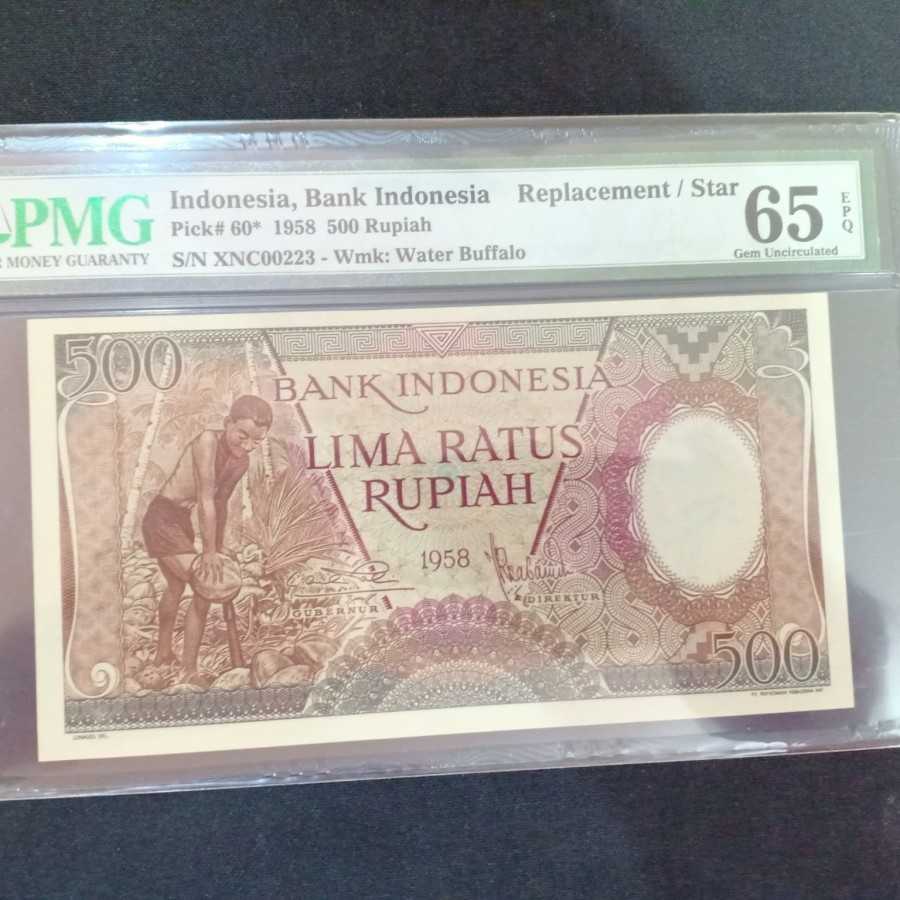 PMG
MONEY GUARANTY
Indonesia, Bank Indonesia Replacement / Star
Pick# 60* 1958 500 Rupiah
S/N XNC00223 - Wmk: Water Buffalo
65
EPQ
Gem Uncirculated
500
BANK INDONESIA
LIMA RATUS
RUPIAH
1958
GUBERNUR
DIREKTUR
500